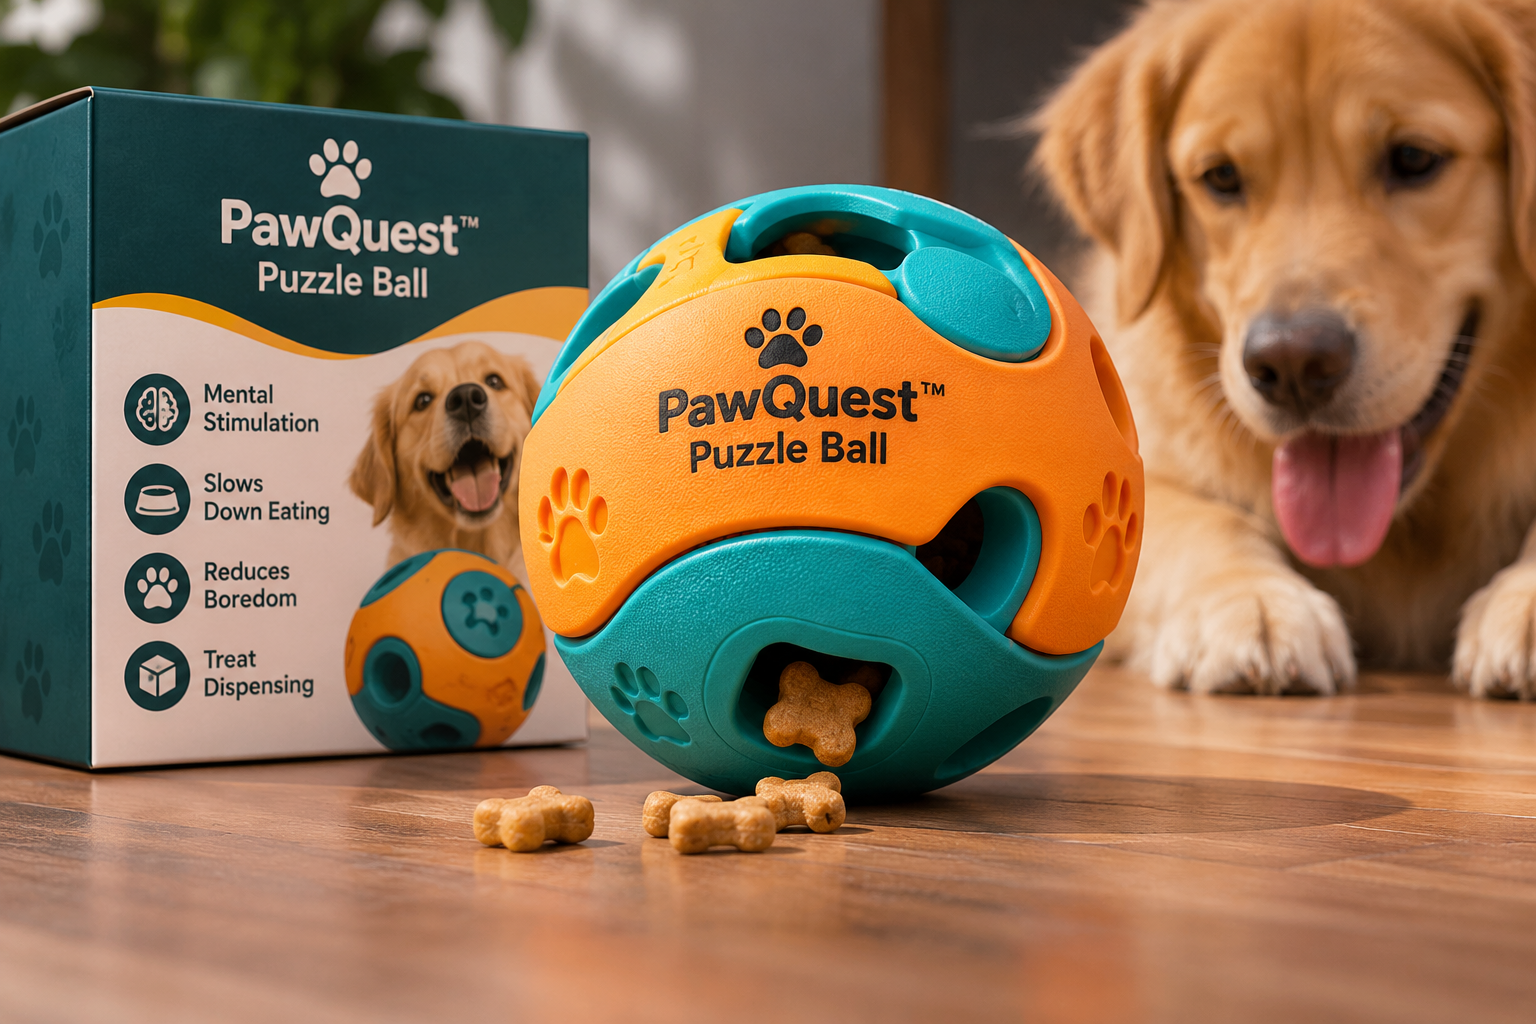 PawQuest™
Puzzle Ball
Mental
Stimulation
Slows
Down Eating
Reduces
Boredom
Treat
Dispensing
PawQuest™
Puzzle Ball